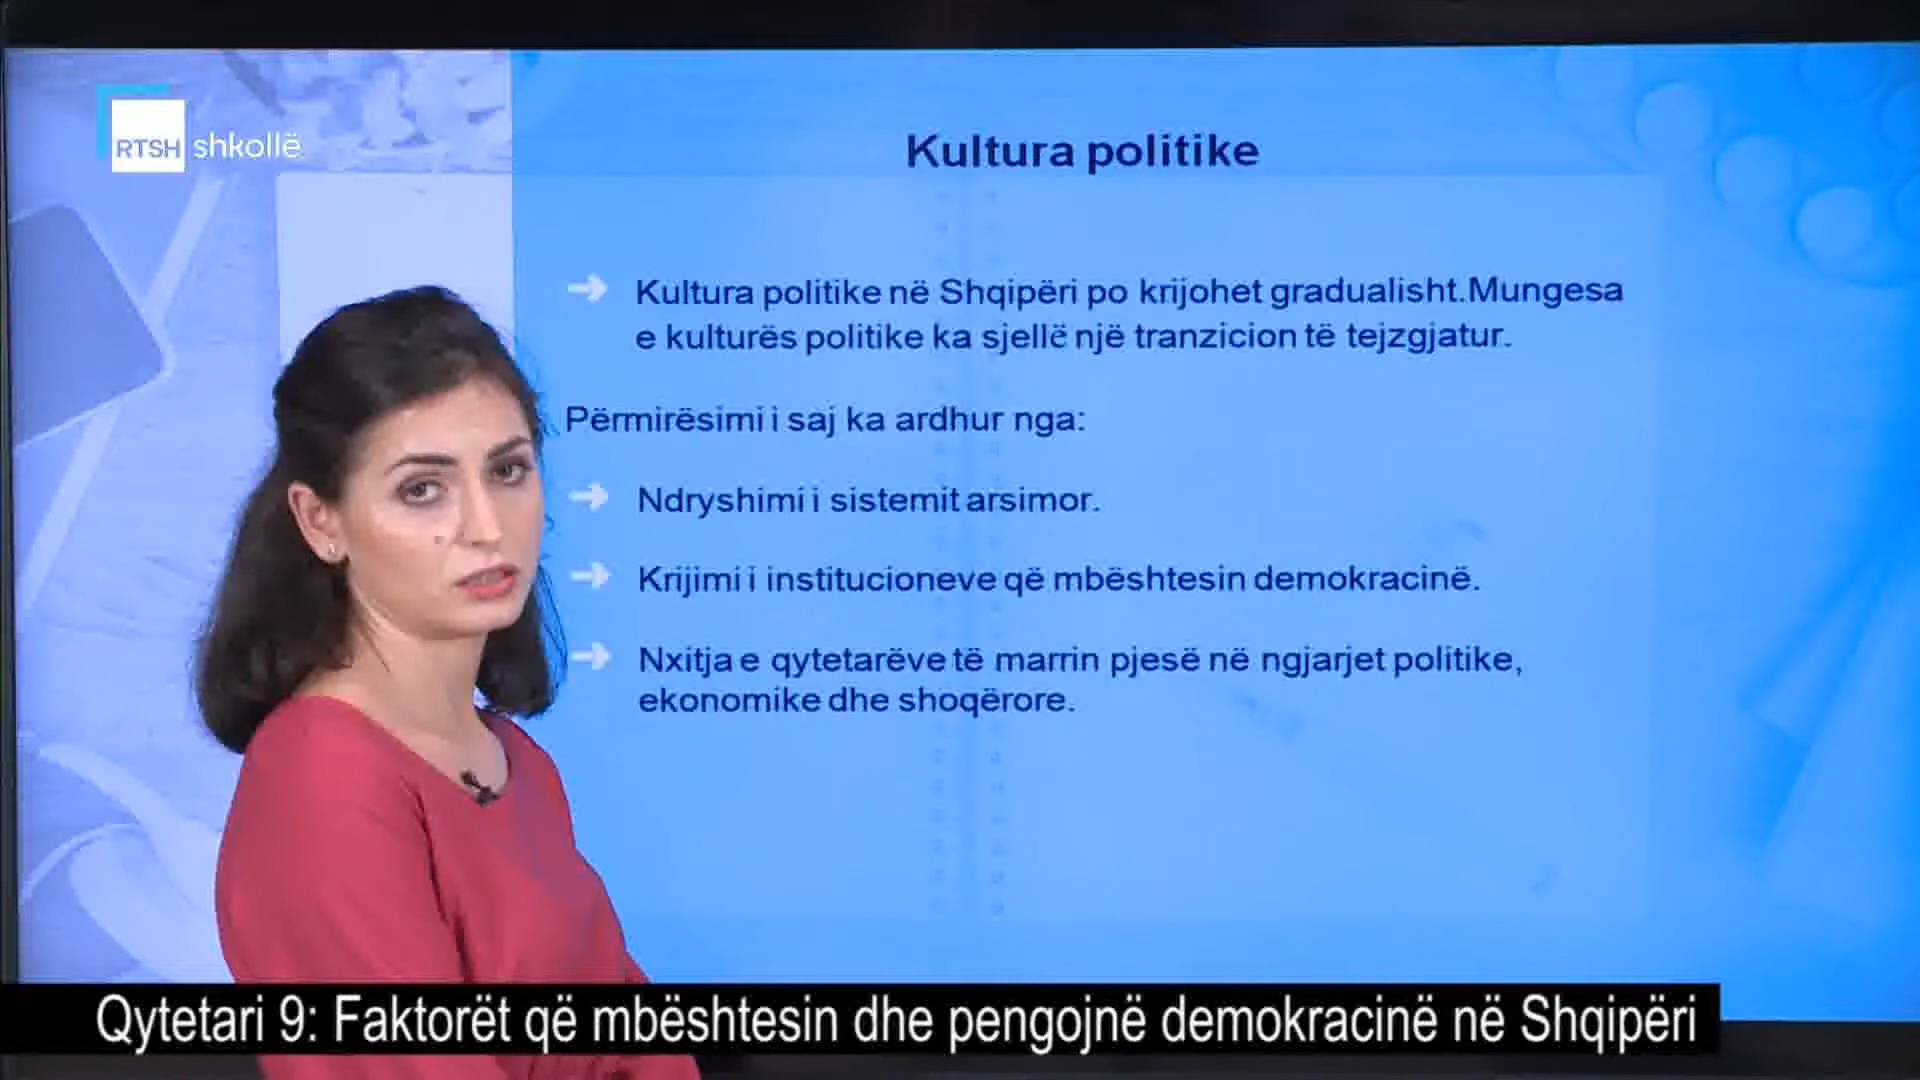 RTSH shkollë
Kultura politike
Kultura politike në Shqipëri po krijohet gradualisht.Mungesa
e kulturës politike ka sjellë një tranzicion të tejzgjatur.
Përmirësimi i saj ka ardhur nga:
Ndryshimi i sistemit arsimor.
Krijimi i institucioneve që mbështesin demokracinë.
Nxitja e qytetarëve të marrin pjesë në ngjarjet politike,
ekonomike dhe shoqërore.
Qytetari 9: Faktorët që mbështesin dhe pengojnë demokracinë në Shqipëri